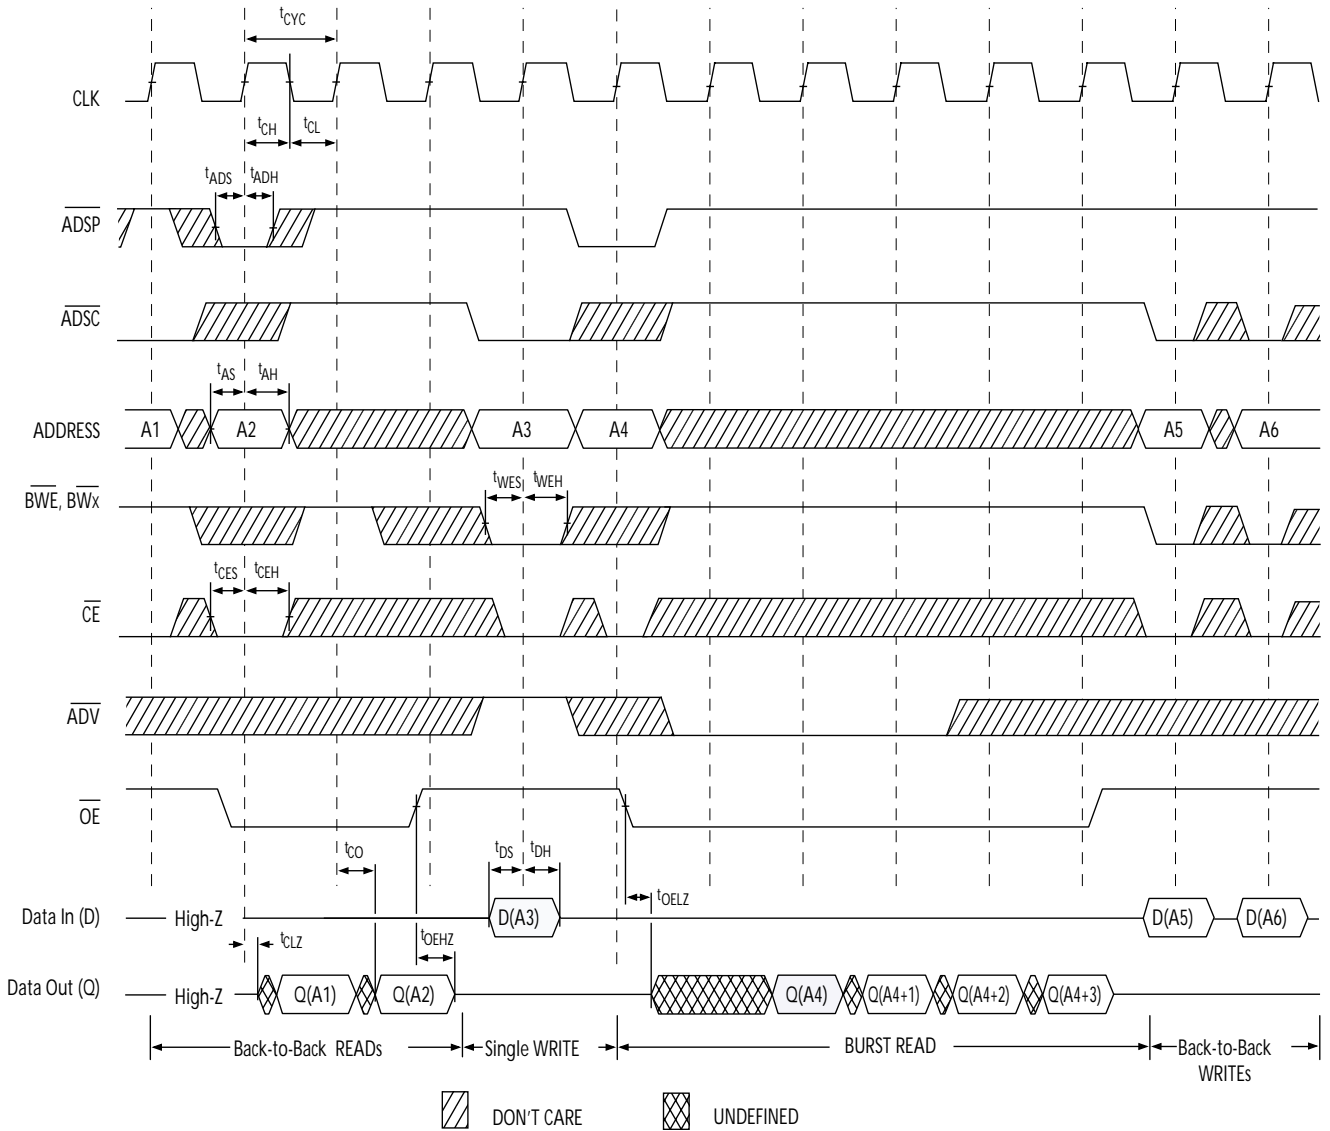 tCYC
CLK
tCH tCL
tADS tADH
ADSP
ADSC
tAS tAH
ADDRESS A1 A2 A3 A4 A5 A6
tWES tWEH
BWE, BWx
tCES tCEH
CE
ADV
OE
tCO tDS tDH
tOELZ
Data In (D) High-Z D(A3) D(A5) D(A6)
tCLZ tOEHZ
Data Out (Q) High-Z Q(A1) Q(A2) Q(A4) Q(A4+1) Q(A4+2) Q(A4+3)
Back-to-Back READs Single WRITE BURST READ Back-to-Back
WRITEs
DON'T CARE UNDEFINED